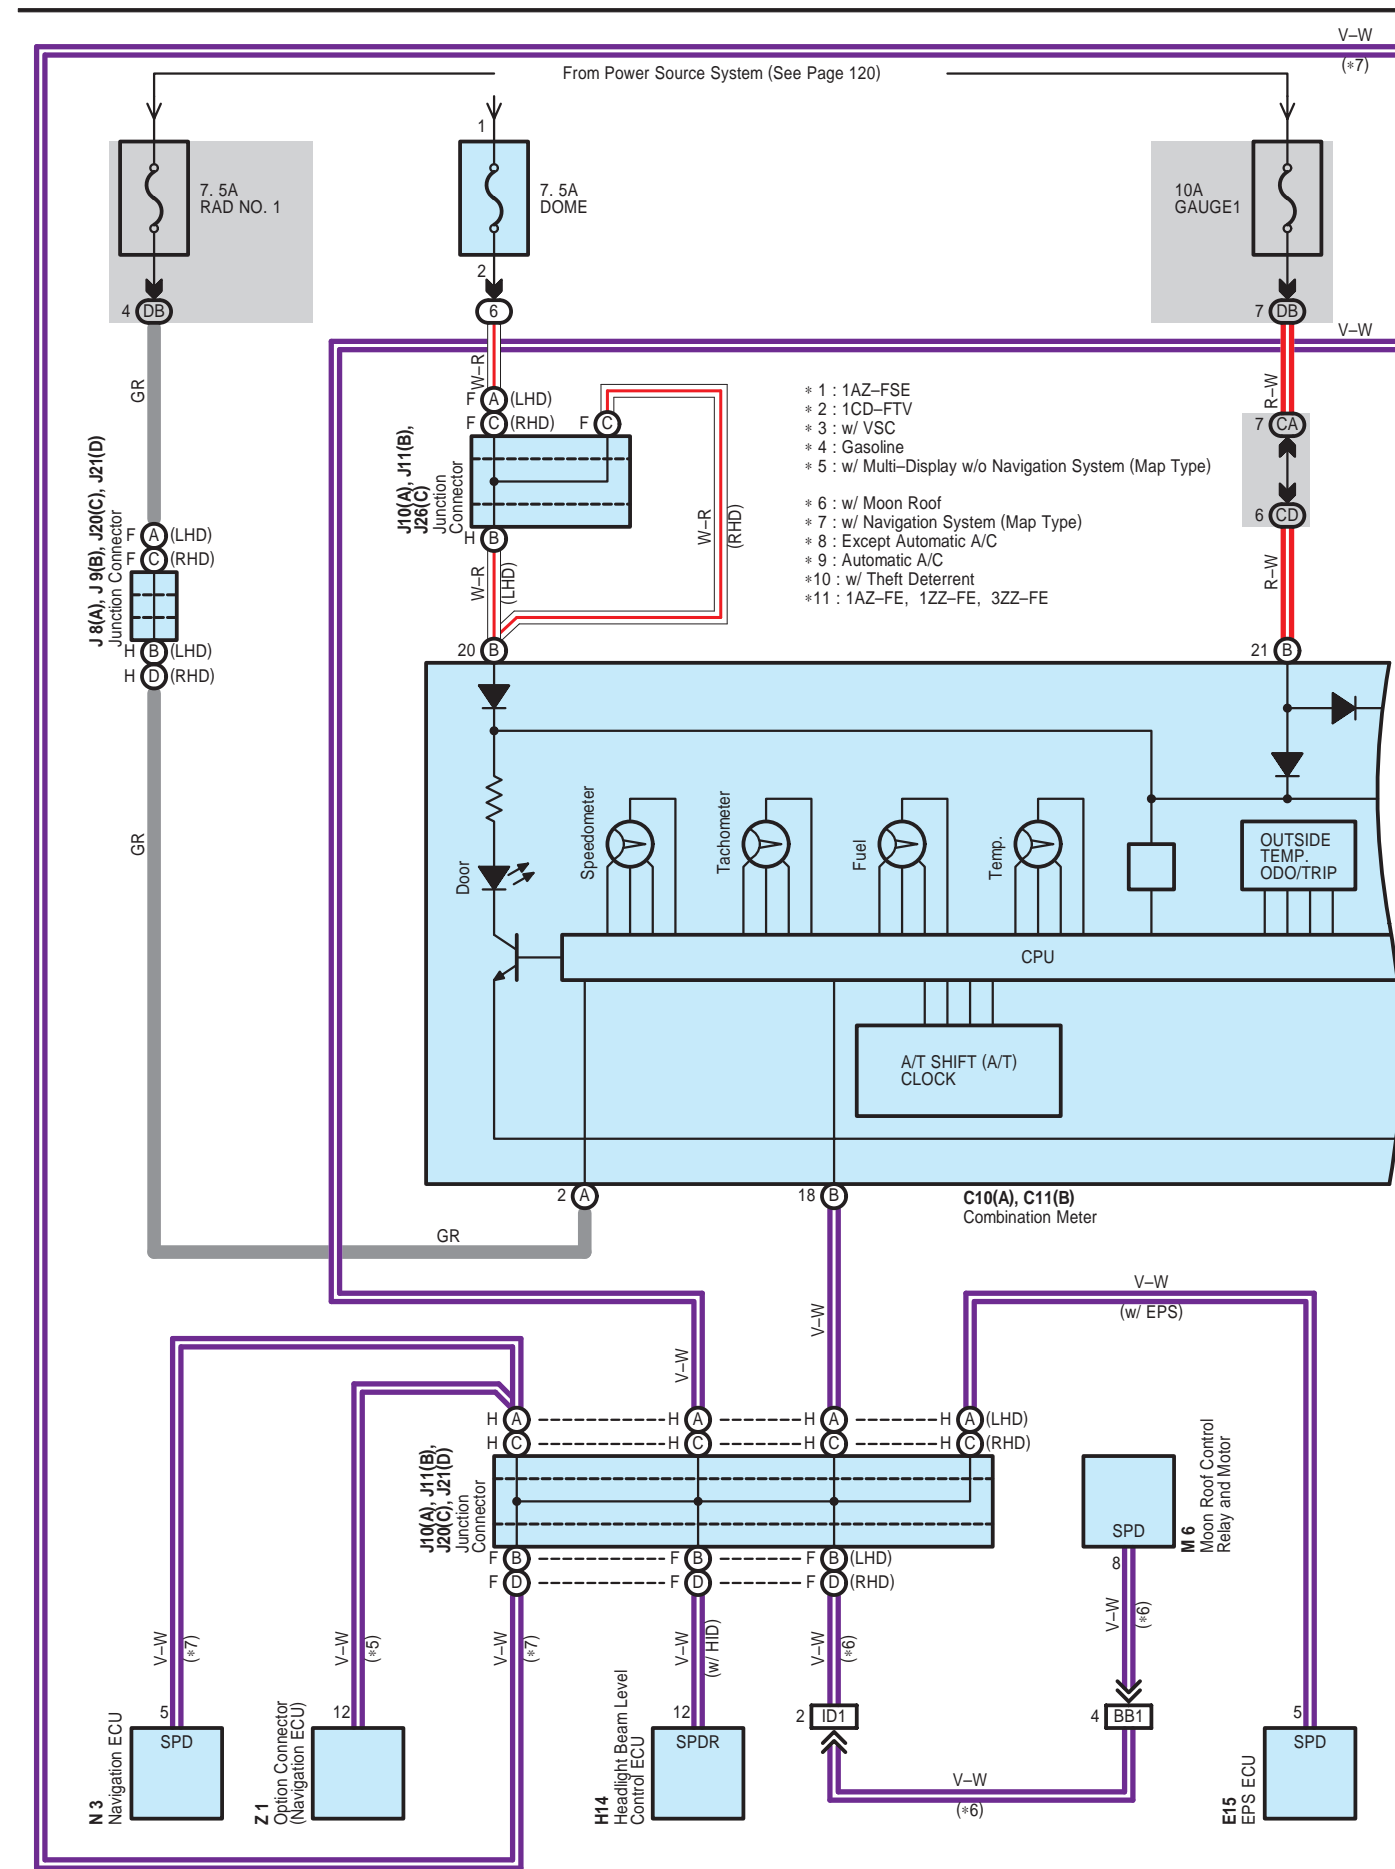 V–W
(∗7)
From Power Source System (See Page 120)
1
7. 5A
RAD NO. 1
7. 5A
DOME
10A
GAUGE1
2
4 DB
6
7 DB
V–W
GR
W–R
R–W
F A (LHD)
F C (RHD)
F C
7 CA
J10(A), J11(B),
J26(C)
Junction
Connector
∗ 1 : 1AZ–FSE
∗ 2 : 1CD–FTV
∗ 3 : w/ VSC
∗ 4 : Gasoline
∗ 5 : w/ Multi–Display w/o Navigation System (Map Type)
∗ 6 : w/ Moon Roof
∗ 7 : w/ Navigation System (Map Type)
∗ 8 : Except Automatic A/C
∗ 9 : Automatic A/C
∗10 : w/ Theft Deterrent
∗11 : 1AZ–FE, 1ZZ–FE, 3ZZ–FE
6 CD
J 8(A), J 9(B), J20(C), J21(D)
Junction Connector
F A (LHD)
F C (RHD)
H B
W–R
(RHD)
W–R
(LHD)
R–W
H B (LHD)
H D (RHD)
20 B
21 B
GR
Door
Speedometer
Tachometer
Fuel
Temp.
OUTSIDE
TEMP.
ODO/TRIP
CPU
A/T SHIFT (A/T)
CLOCK
2 A
18 B
C10(A), C11(B)
Combination Meter
GR
V–W
(w/ EPS)
V–W
V–W
H A H A H A H A (LHD)
H C H C H C H C (RHD)
J10(A), J11(B),
J20(C), J21(D)
Junction
Connector
SPD
M 6
Moon Roof Control
Relay and Motor
F B F B F B (LHD)
F D F D F D (RHD)
8
V–W
(∗7)
V–W
(∗5)
V–W
(∗7)
V–W
(w/ HID)
V–W
(∗6)
V–W
(∗6)
5
12
12
2 ID1
4 BB1
5
SPD
SPDR
SPD
N 3
Navigation ECU
Z 1
Option Connector
(Navigation ECU)
H14
Headlight Beam Level
Control ECU
V–W
(∗6)
E15
EPS ECU